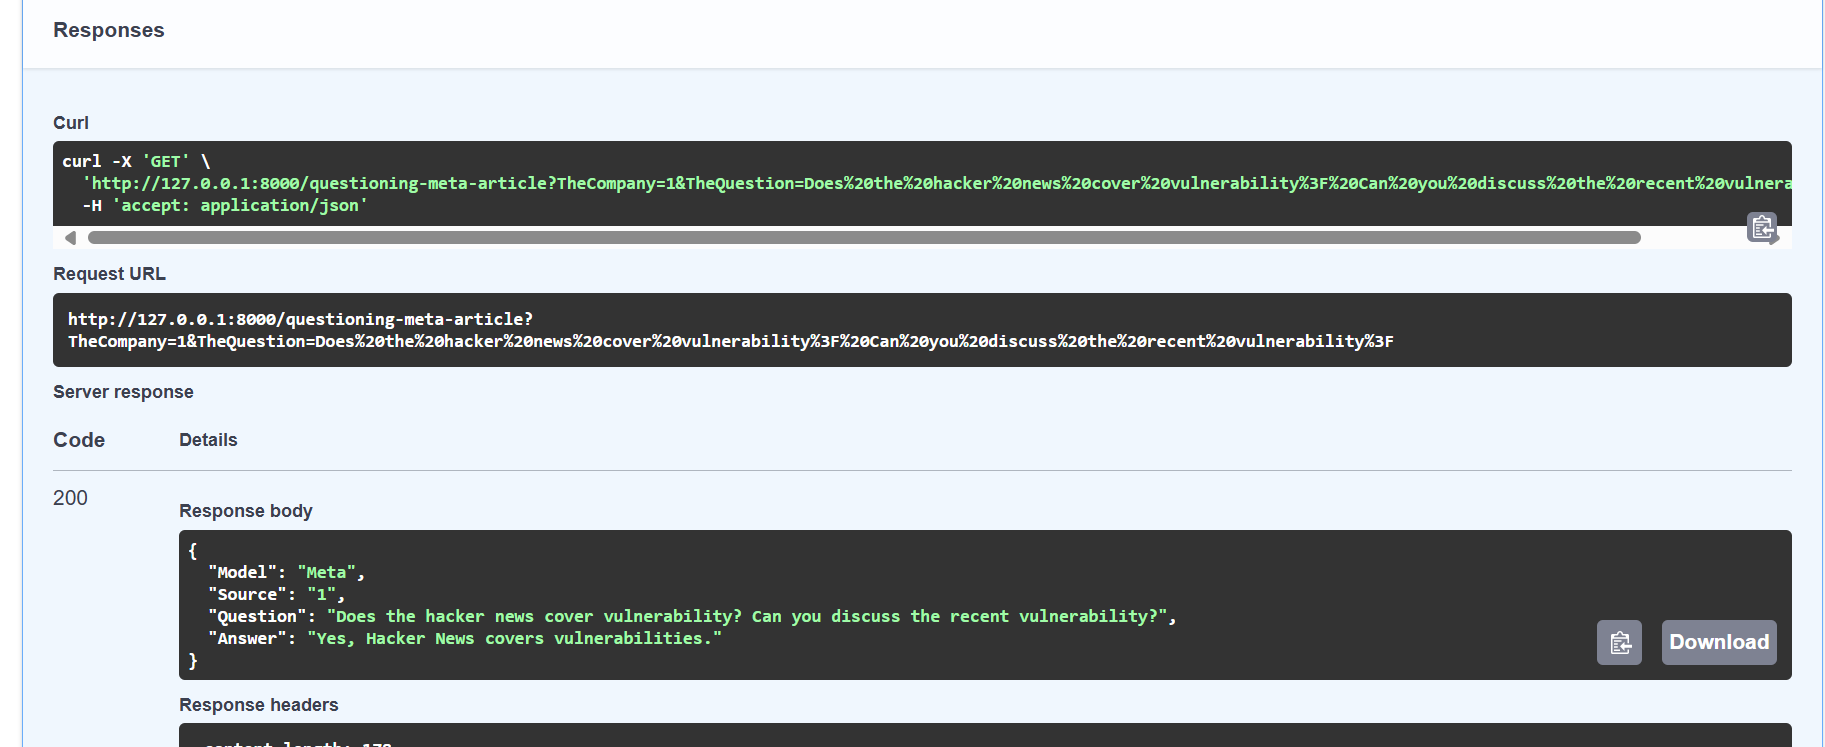 Responses
Curl
curl -X 'GET' \
'http://127.0.0.1:8000/questioning-meta-article?TheCompany=1&TheQuestion=Does%20the%20hacker%20news%20cover%20vulnerability%3F%20Can%20you%20discuss%20the%20recent%20vulnera
-H 'accept: application/json'
Request URL
http://127.0.0.1:8000/questioning-meta-article?
TheCompany=1&TheQuestion=Does%20the%20hacker%20news%20cover%20vulnerability%3F%20Can%20you%20discuss%20the%20recent%20vulnerability%3F
Server response
Code Details
200
Response body
{
"Model": "Meta",
"Source": "1",
"Question": "Does the hacker news cover vulnerability? Can you discuss the recent vulnerability?",
"Answer": "Yes, Hacker News covers vulnerabilities."
}
Download
Response headers
content-length: 178